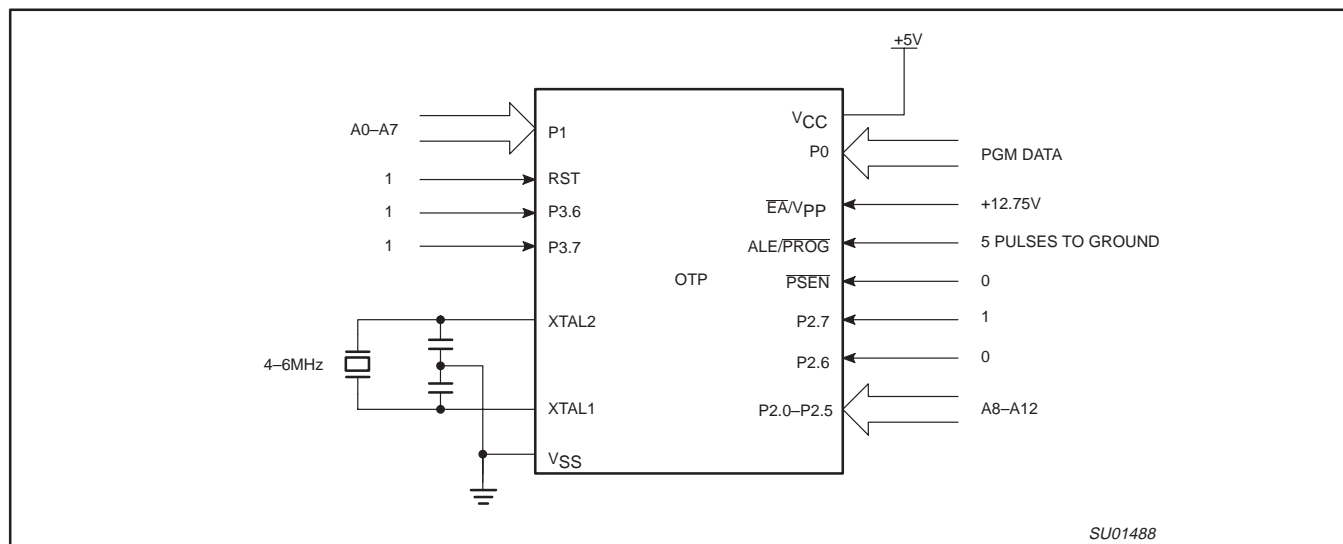 +5V
A0–A7
P1
VCC
P0
PGM DATA
1
RST
1
P3.6
EA/VPP
+12.75V
1
P3.7
ALE/PROG
5 PULSES TO GROUND
OTP
PSEN
0
XTAL2
P2.7
1
4–6MHz
P2.6
0
XTAL1
P2.0–P2.5
A8–A12
VSS
SU01488